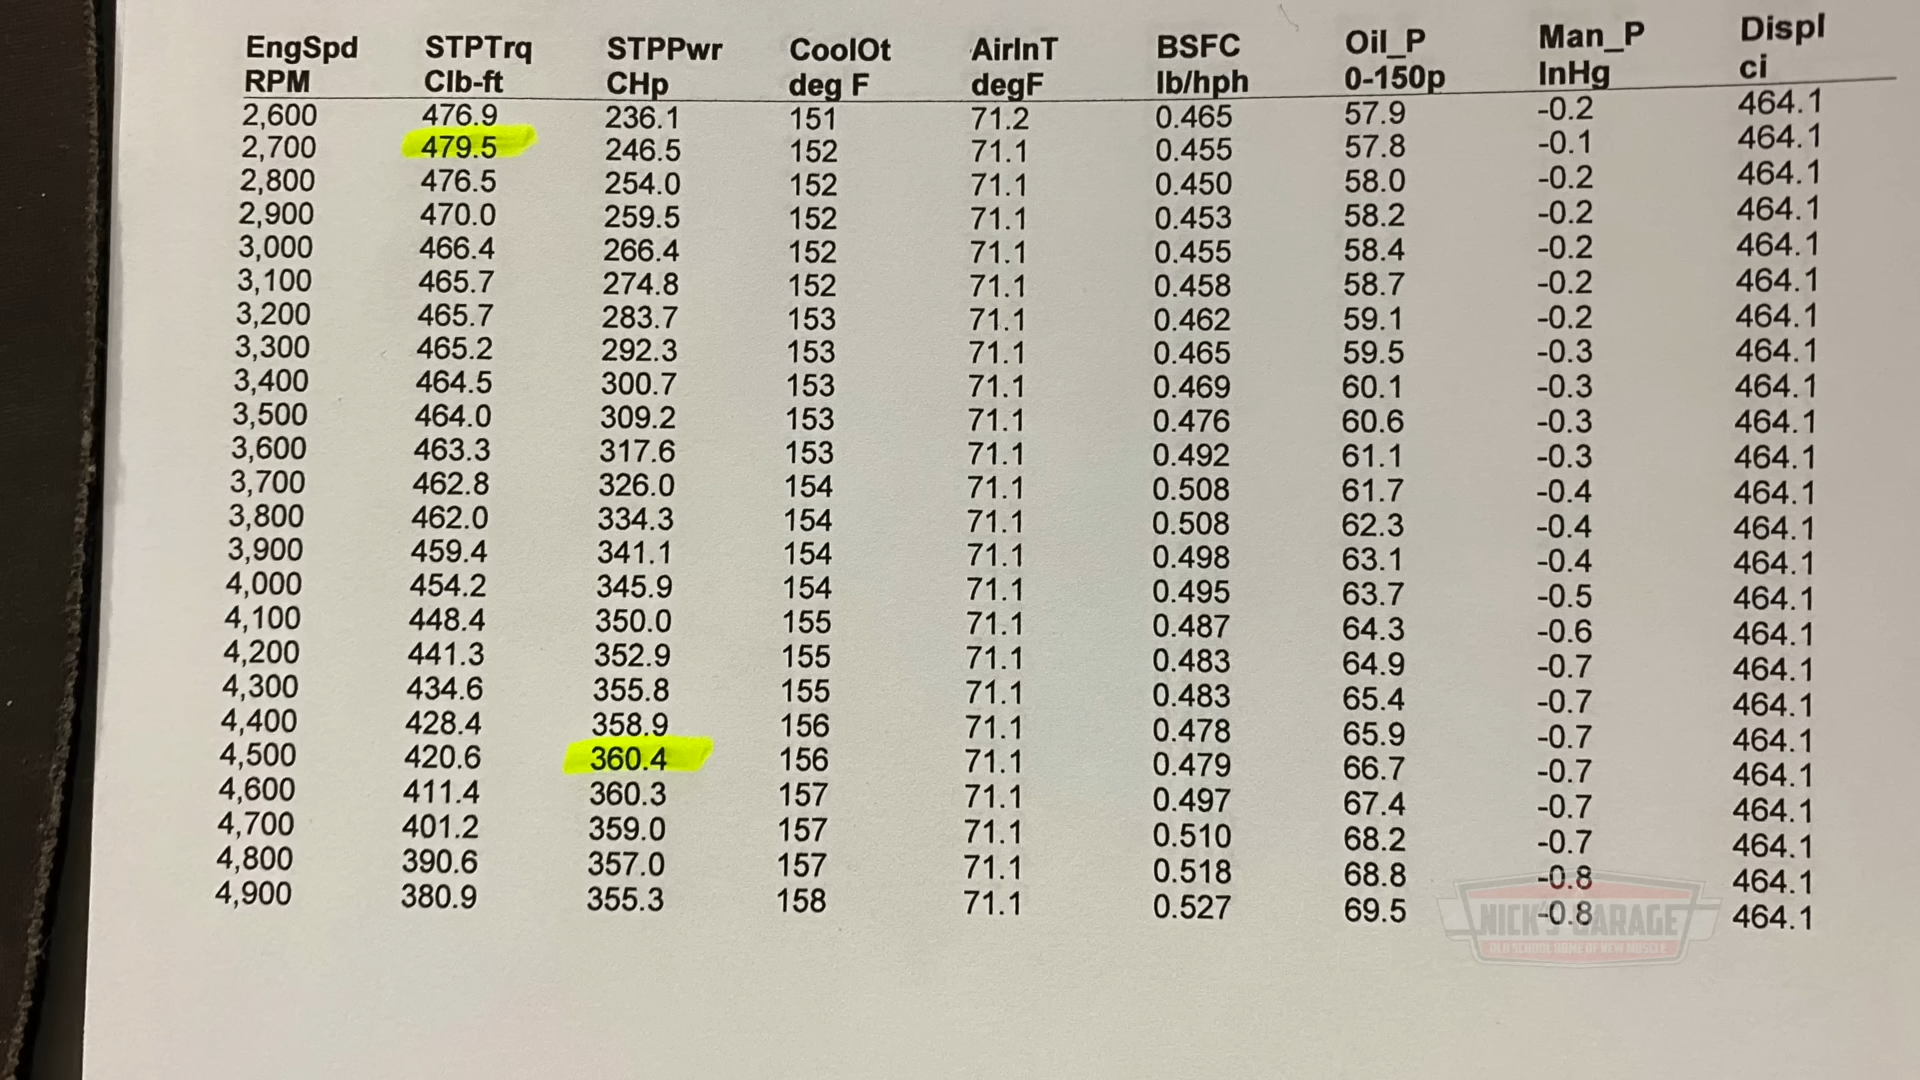 EngSpd STPTrq STPPwr CoolOt AirInT BSFC Oil_P Man_P Displ
RPM Clb-ft CHp deg F degF lb/hph 0-150p InHg ci
2,600 476.9 236.1 151 71.2 0.465 57.9 -0.2 464.1
2,700 479.5 246.5 152 71.1 0.455 57.8 -0.1 464.1
2,800 476.5 254.0 152 71.1 0.450 58.0 -0.2 464.1
2,900 470.0 259.5 152 71.1 0.453 58.2 -0.2 464.1
3,000 466.4 266.4 152 71.1 0.455 58.4 -0.2 464.1
3,100 465.7 274.8 152 71.1 0.458 58.7 -0.2 464.1
3,200 465.7 283.7 153 71.1 0.462 59.1 -0.2 464.1
3,300 465.2 292.3 153 71.1 0.465 59.5 -0.3 464.1
3,400 464.5 300.7 153 71.1 0.469 60.1 -0.3 464.1
3,500 464.0 309.2 153 71.1 0.476 60.6 -0.3 464.1
3,600 463.3 317.6 153 71.1 0.492 61.1 -0.3 464.1
3,700 462.8 326.0 154 71.1 0.508 61.7 -0.4 464.1
3,800 462.0 334.3 154 71.1 0.508 62.3 -0.4 464.1
3,900 459.4 341.1 154 71.1 0.498 63.1 -0.4 464.1
4,000 454.2 345.9 154 71.1 0.495 63.7 -0.5 464.1
4,100 448.4 350.0 155 71.1 0.487 64.3 -0.6 464.1
4,200 441.3 352.9 155 71.1 0.483 64.9 -0.7 464.1
4,300 434.6 355.8 155 71.1 0.483 65.4 -0.7 464.1
4,400 428.4 358.9 156 71.1 0.478 65.9 -0.7 464.1
4,500 420.6 360.4 156 71.1 0.479 66.7 -0.7 464.1
4,600 411.4 360.3 157 71.1 0.497 67.4 -0.7 464.1
4,700 401.2 359.0 157 71.1 0.510 68.2 -0.7 464.1
4,800 390.6 357.0 157 71.1 0.518 68.8 -0.8 464.1
4,900 380.9 355.3 158 71.1 0.527 69.5 -0.8 464.1
NICK'S GARAGE
OLD SCHOOL HOME OF NEW MUSCLE